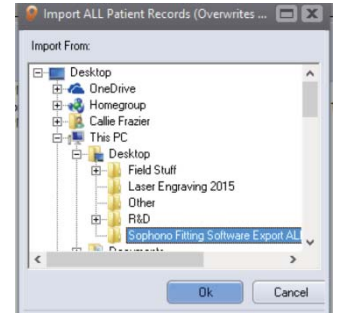 Import ALL Patient Records (Overwrites ...
Import From:
Desktop
OneDrive
Homegroup
Callie Frazier
This PC
Desktop
Field Stuff
Laser Engraving 2015
Other
R&D
Sophono Fitting Software Export ALL
Documents
Ok
Cancel